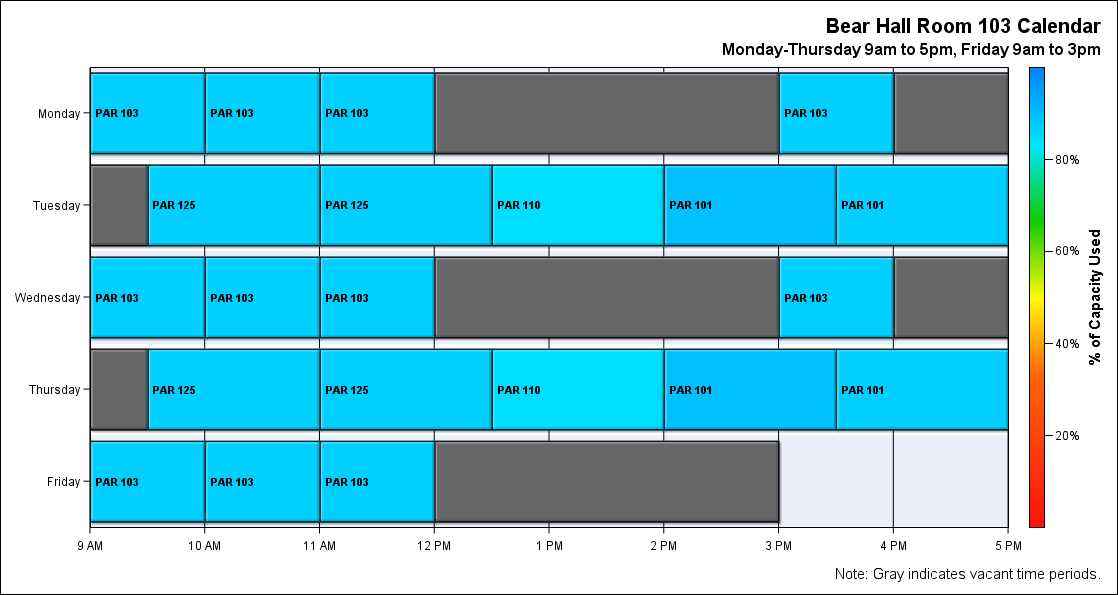 Bear Hall Room 103 Calendar
Monday-Thursday 9am to 5pm, Friday 9am to 3pm
Monday
PAR 103
PAR 103
PAR 103
PAR 103
Tuesday
PAR 125
PAR 125
PAR 110
PAR 101
PAR 101
Wednesday
PAR 103
PAR 103
PAR 103
PAR 103
Thursday
PAR 125
PAR 125
PAR 110
PAR 101
PAR 101
Friday
PAR 103
PAR 103
PAR 103
9 AM
10 AM
11 AM
12 PM
1 PM
2 PM
3 PM
4 PM
5 PM
80%
60%
40%
20%
% of Capacity Used
Note: Gray indicates vacant time periods.